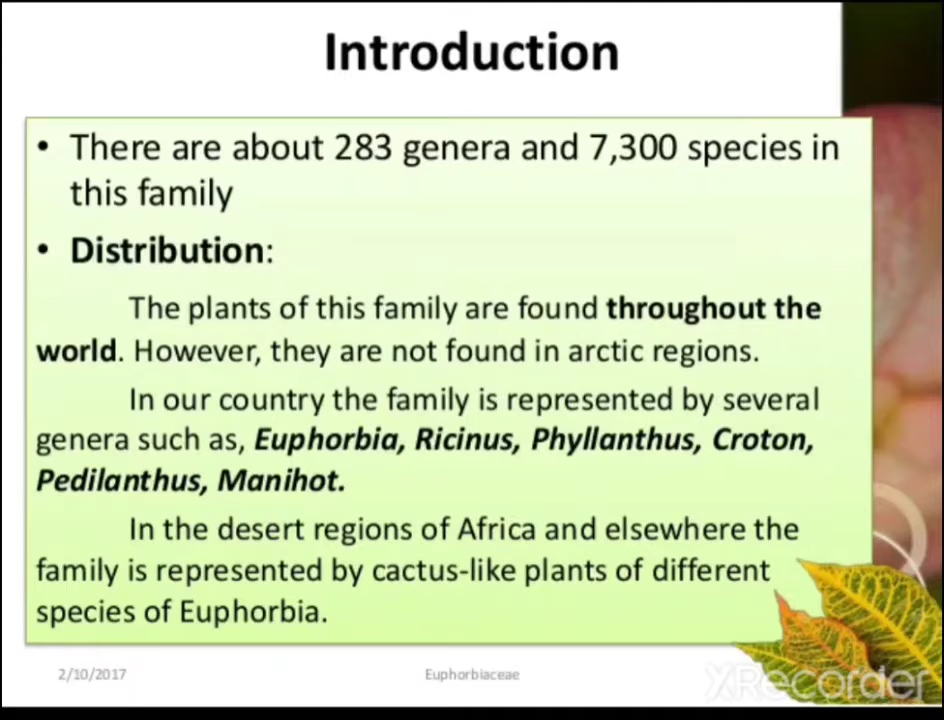 Introduction
• There are about 283 genera and 7,300 species in
this family
• Distribution:
The plants of this family are found throughout the
world. However, they are not found in arctic regions.
In our country the family is represented by several
genera such as, Euphorbia, Ricinus, Phyllanthus, Croton,
Pedilanthus, Manihot.
In the desert regions of Africa and elsewhere the
family is represented by cactus-like plants of different
species of Euphorbia.
2/10/2017 Euphorbiaceae XRecorder